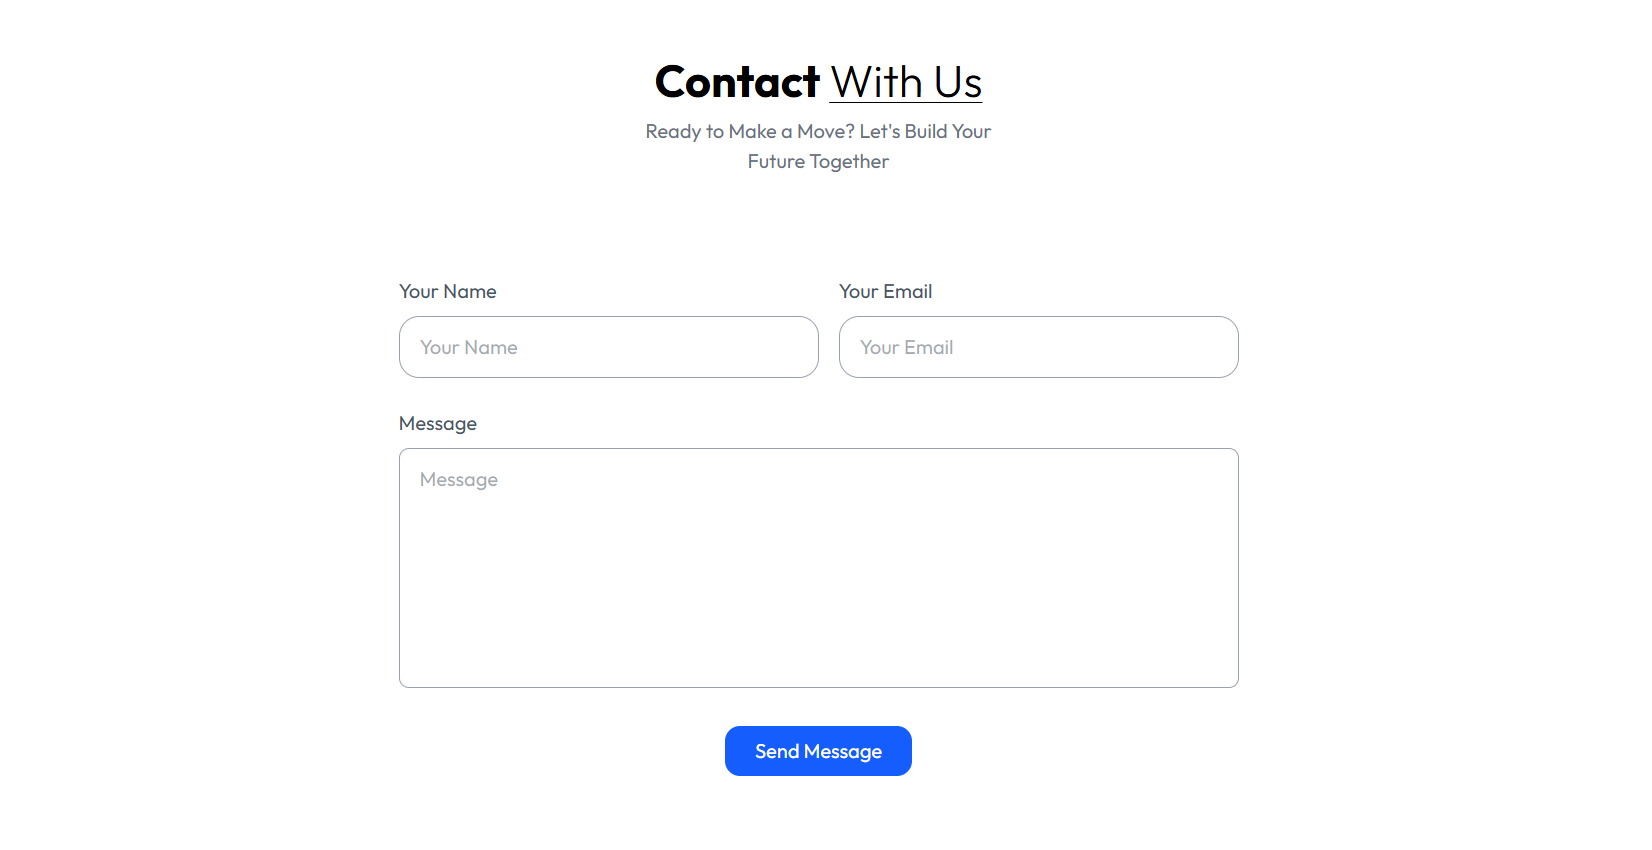 Contact With Us
Ready to Make a Move? Let's Build Your
Future Together
Your Name
Your Email
Your Name
Your Email
Message
Message
Send Message